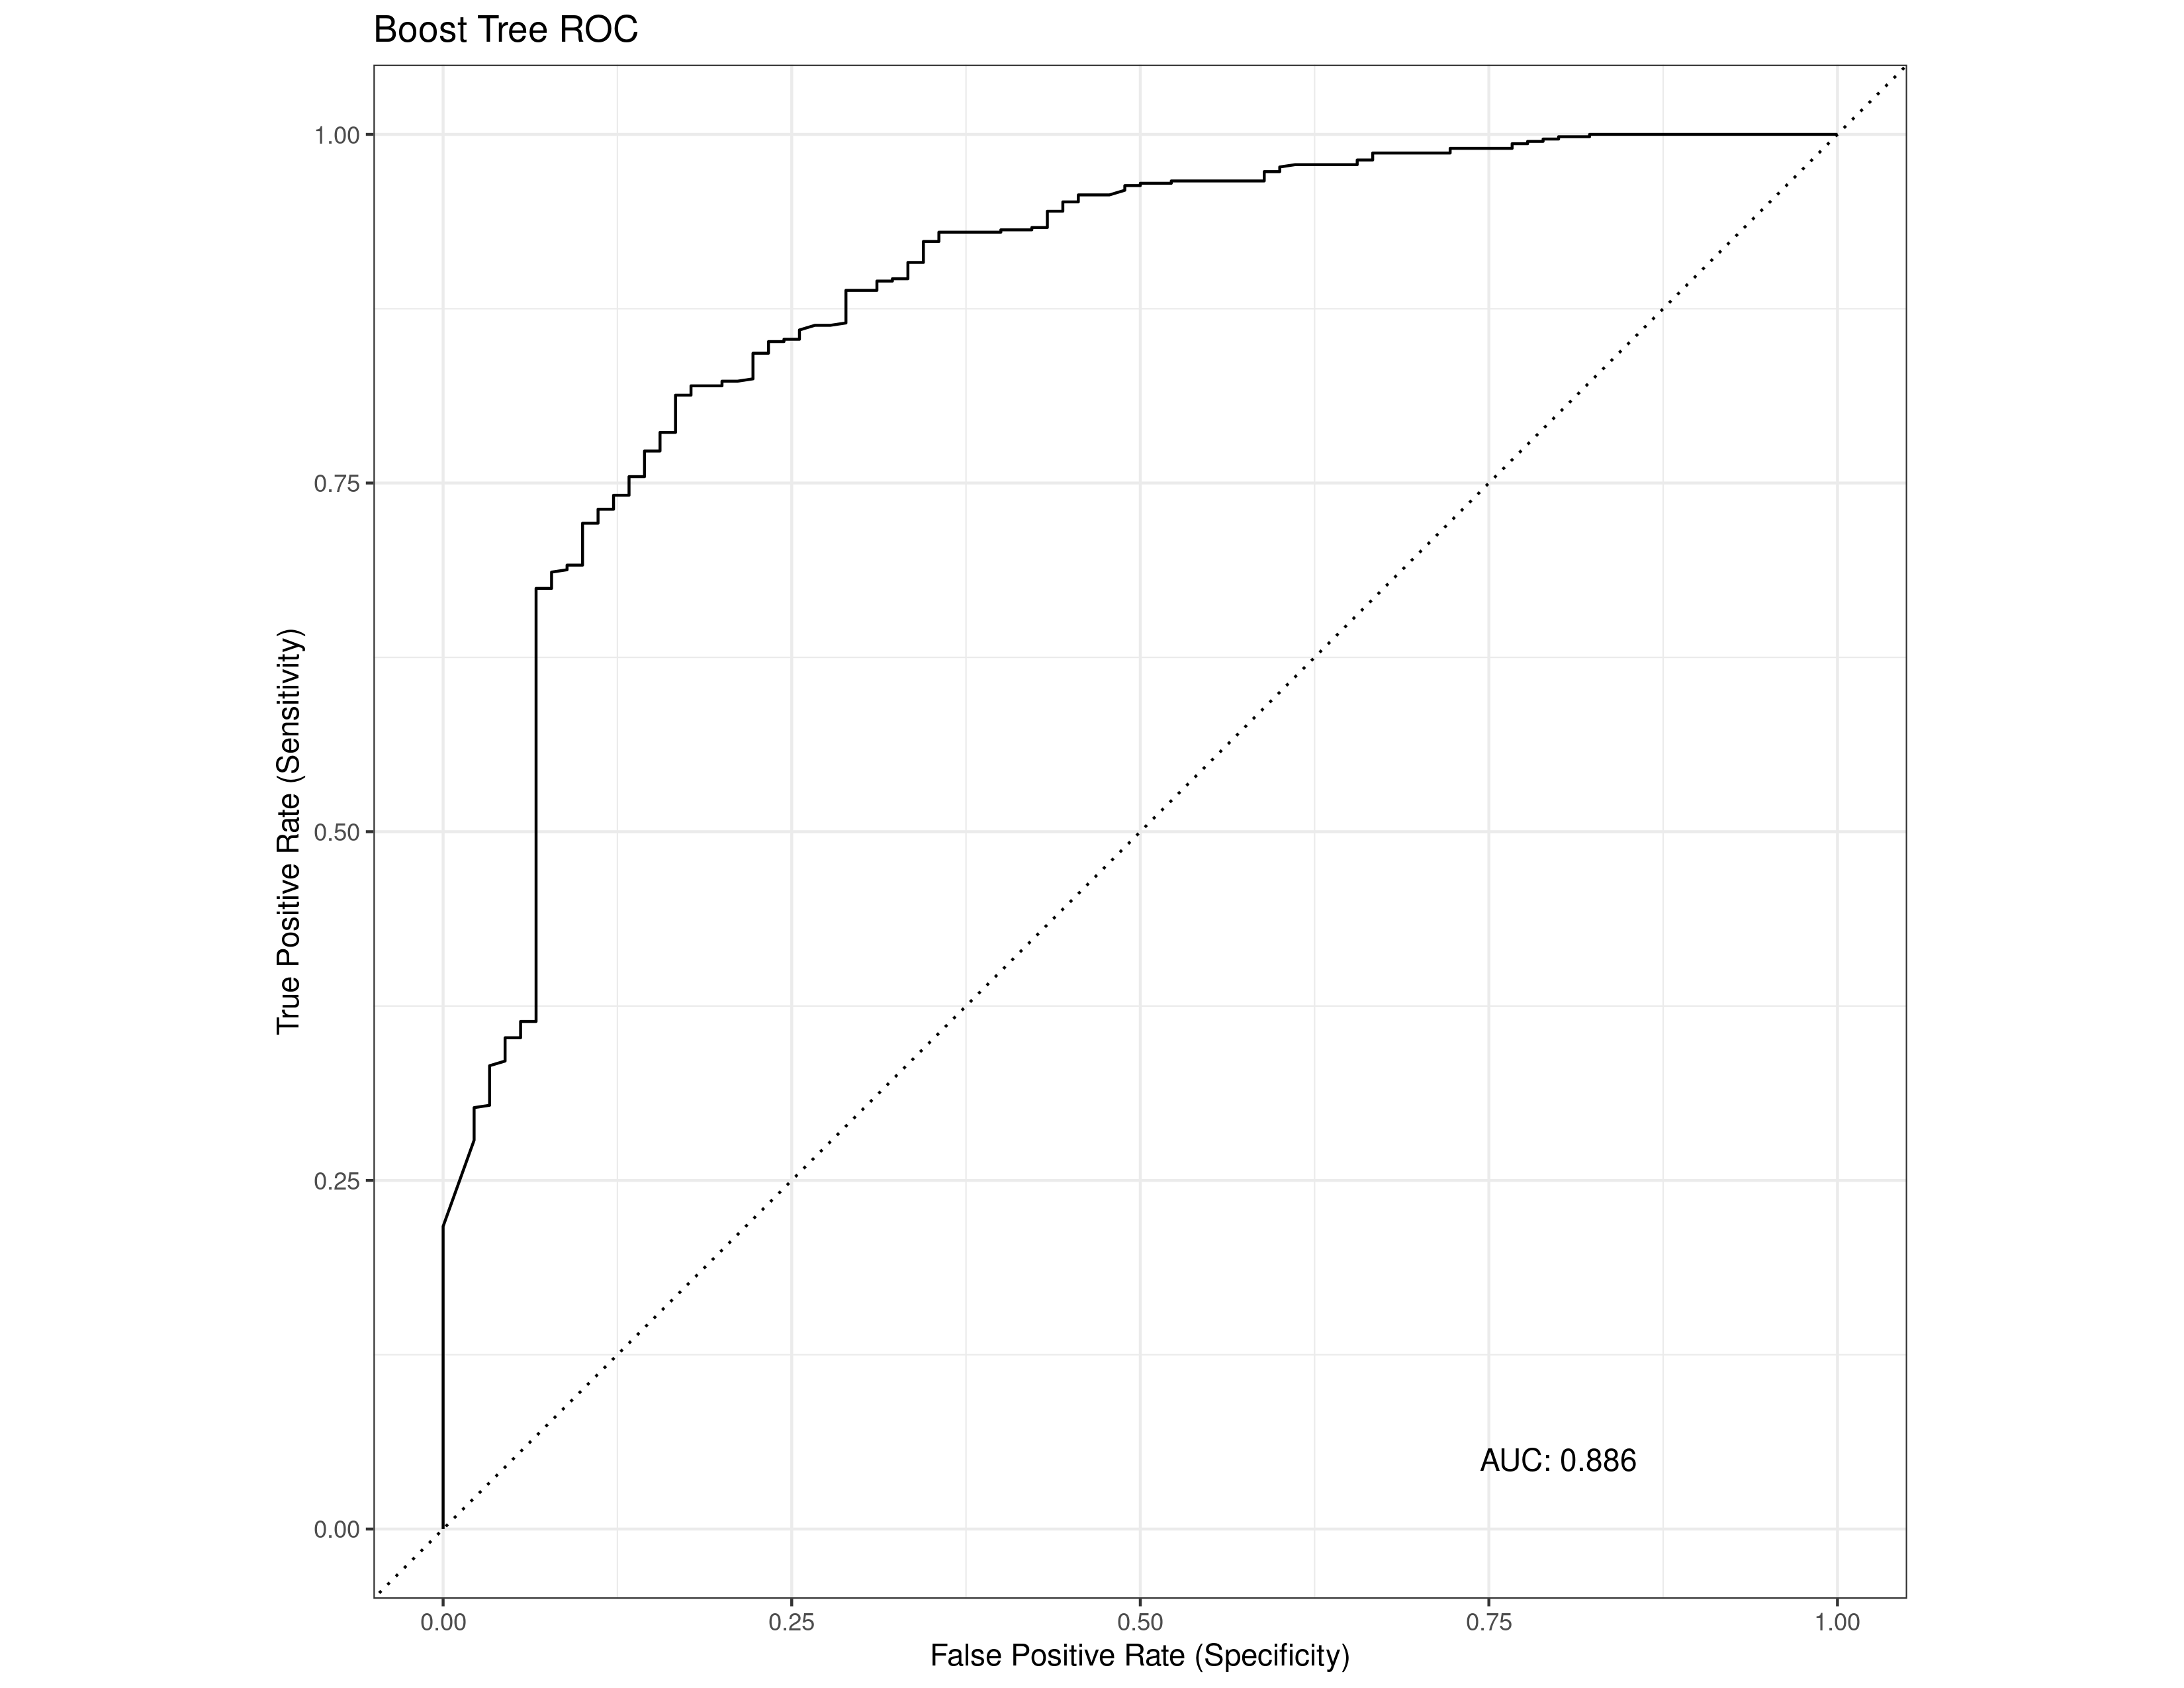 Boost Tree ROC
True Positive Rate (Sensitivity)
1.00
0.75
0.50
0.25
0.00
AUC: 0.886
0.00 0.25 0.50 0.75 1.00
False Positive Rate (Specificity)